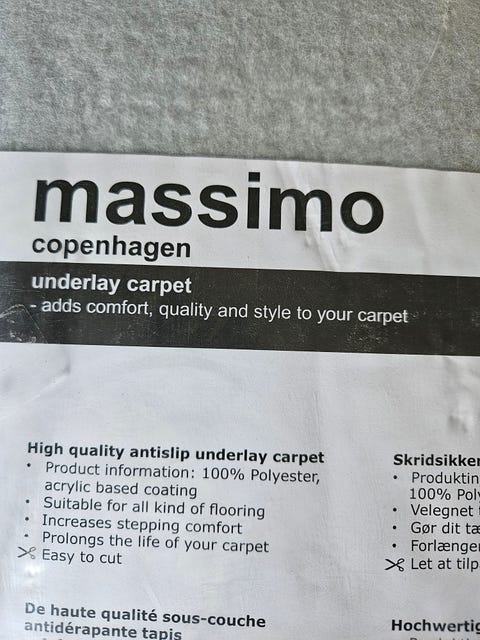 massimo
copenhagen
underlay carpet
- adds comfort, quality and style to your carpet
High quality antislip underlay carpet
• Product information: 100% Polyester,
acrylic based coating
• Suitable for all kind of flooring
• Increases stepping comfort
• Prolongs the life of your carpet
✂ Easy to cut
De haute qualité sous-couche
antidérapante tapis
Skridsikker
• Produktin
100% Poly
• Velegnet
• Gør dit tæ
• Forlænge
✂ Let at tilp
Hochwertig